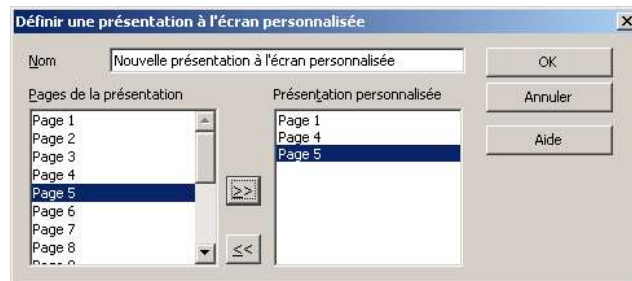 Définir une présentation à l'écran personnalisée
Nom
Nouvelle présentation à l'écran personnalisée
OK
Pages de la présentation
Présentation personnalisée
Annuler
Page 1
Page 2
Page 3
Page 4
Page 5
Page 6
Page 7
Page 8
>>
<<
Page 1
Page 4
Page 5
Aide